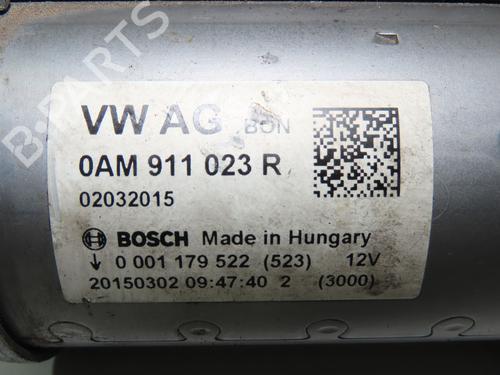 VW AG BON
0AM 911 023 R
02032015
BOSCH Made in Hungary
↓ 0 001 179 522 (523) 12V
20150302 09:47:40 2 (3000)
B-PARTS